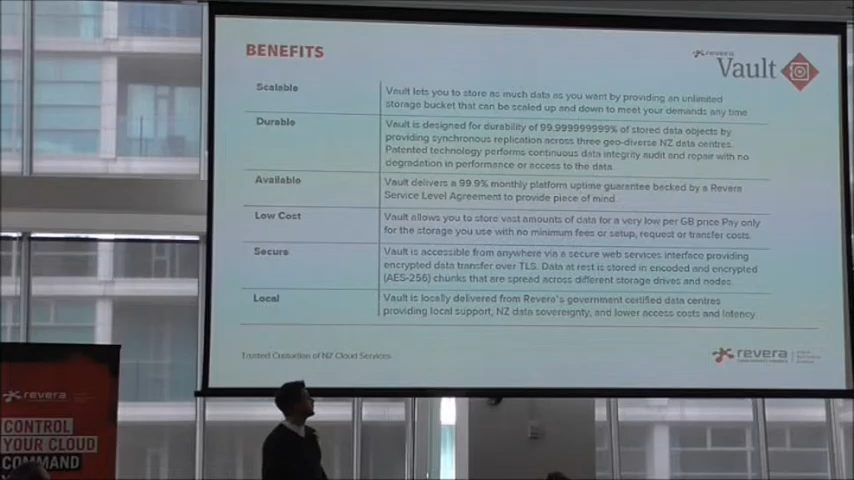 BENEFITS
revera
Vault
Scalable
Vault lets you to store as much data as you want by providing an unlimited
storage bucket that can be scaled up and down to meet your demands any time
Durable
Vault is designed for durability of 99.999999999% of stored data objects by
providing synchronous replication across three geo-diverse NZ data centres.
Patented technology performs continuous data integrity audit and repair with no
degradation in performance or access to the data.
Available
Vault delivers a 99.9% monthly platform uptime guarantee becked by a Revera
Service Level Agreement to provide piece of mind.
Low Cost
Vault allows you to store vast amounts of data for a very low per GB price Pay only
for the storage you use with no minimum fees or setup, request or transfer costs.
Secure
Vault is accessible from anywhere via a secure web services interface providing
encrypted data transfer over TLS. Data at rest is stored in encoded and encrypted
(AES-256) chunks that are spread across different storage drives and nodes.
Local
Vault is locally delivered from Revera's government certified data centres
providing local support, NZ data sovereignty, and lower access costs and latency
Trusted Custodian of NZ Cloud Services
revera
revera
CONTROL
YOUR CLOUD
COMMAND